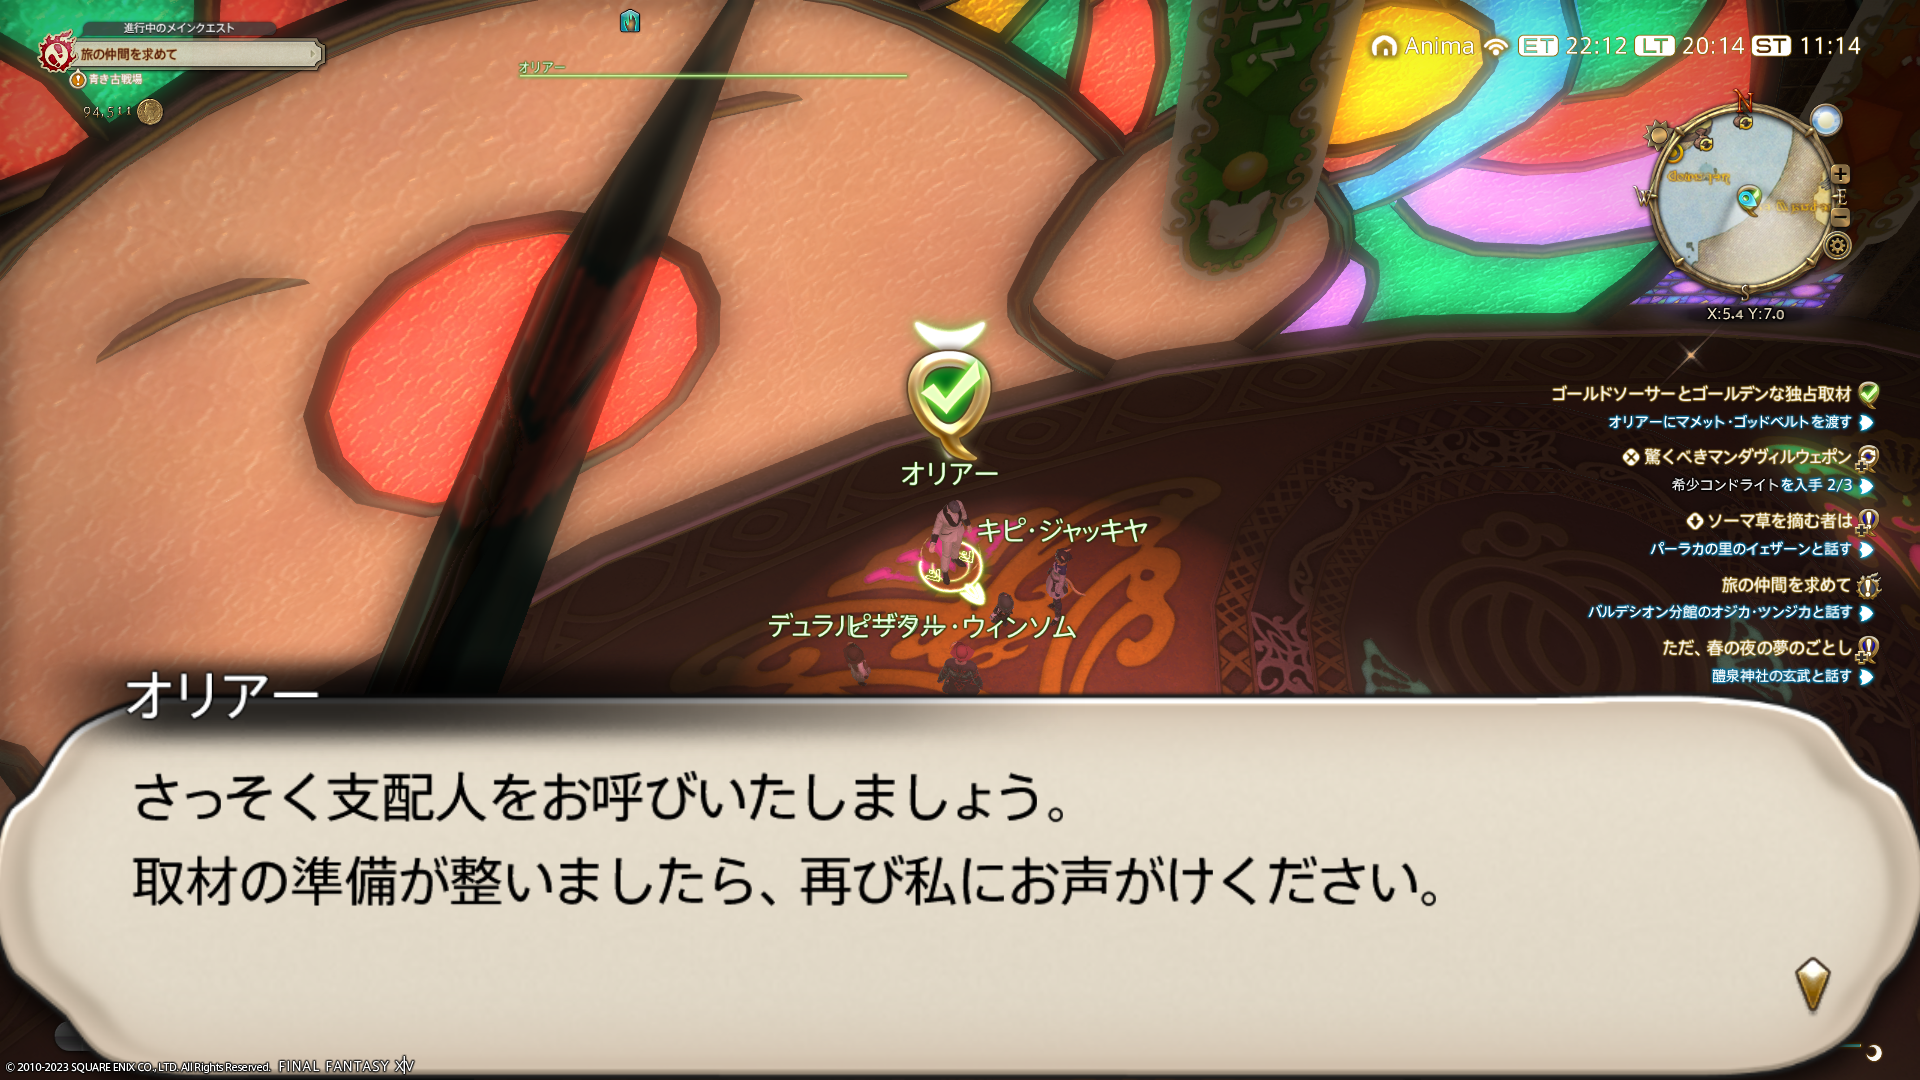 進行中のメインクエスト
旅の仲間を求めて
青き古戦場
94,511
オリアー
Anima ET 22:12 LT 20:14 ST 11:14
N
W
E
S
X:5.4 Y:7.0
ゴールドソーサーとゴールデンな独占取材
オリアーにマメット・ゴッドベルトを渡す
驚くべきマンダヴィルウェポン
希少コンドライトを入手 2/3
ソーマ草を摘む者は
パーラカの里のイェザーンと話す
旅の仲間を求めて
バルデシオン分館のオジカ・ツンジカと話す
ただ、春の夜の夢のごとし
醴泉神社の玄武と話す
オリアー
キピ・ジャッキヤ
デュラル
・ウィンソム
オリアー
さっそく支配人をお呼びいたしましょう。
取材の準備が整いましたら、再び私にお声がけください。
© 2010-2023 SQUARE ENIX CO., LTD. All Rights Reserved. FINAL FANTASY XIV